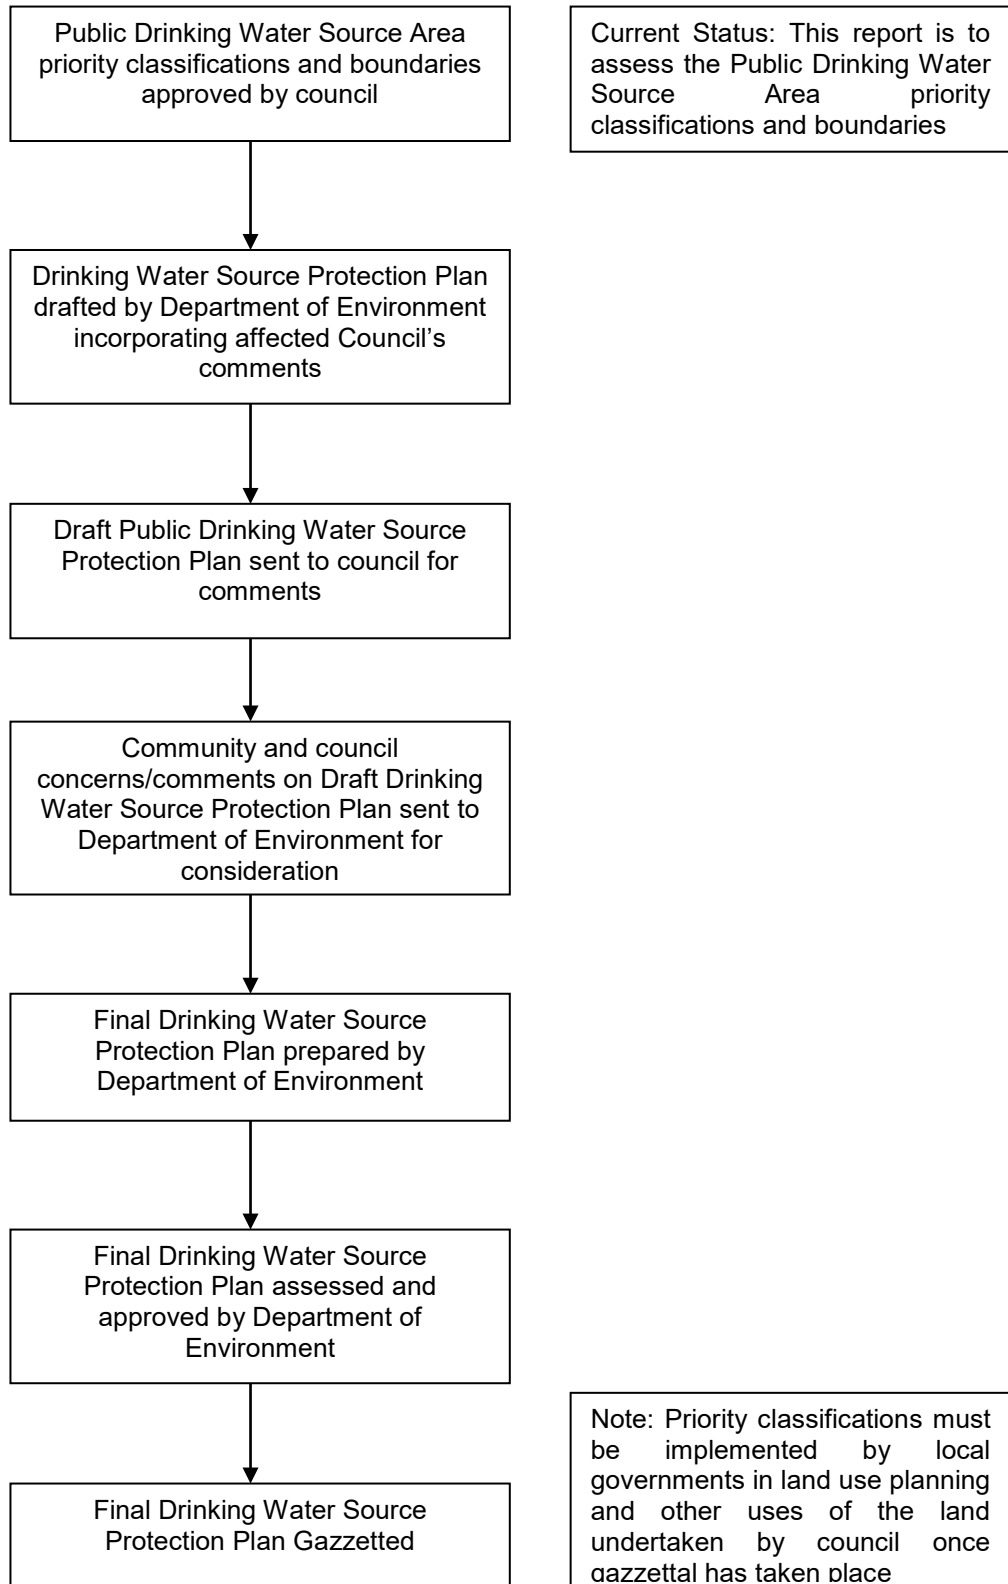 Public Drinking Water Source Area
priority classifications and boundaries
approved by council
Current Status: This report is to
assess the Public Drinking Water
Source Area priority
classifications and boundaries
Drinking Water Source Protection Plan
drafted by Department of Environment
incorporating affected Council’s
comments
Draft Public Drinking Water Source
Protection Plan sent to council for
comments
Community and council
concerns/comments on Draft Drinking
Water Source Protection Plan sent to
Department of Environment for
consideration
Final Drinking Water Source
Protection Plan prepared by
Department of Environment
Final Drinking Water Source
Protection Plan assessed and
approved by Department of
Environment
Final Drinking Water Source
Protection Plan Gazzetted
Note: Priority classifications must
be implemented by local
governments in land use planning
and other uses of the land
undertaken by council once
gazzettal has taken place